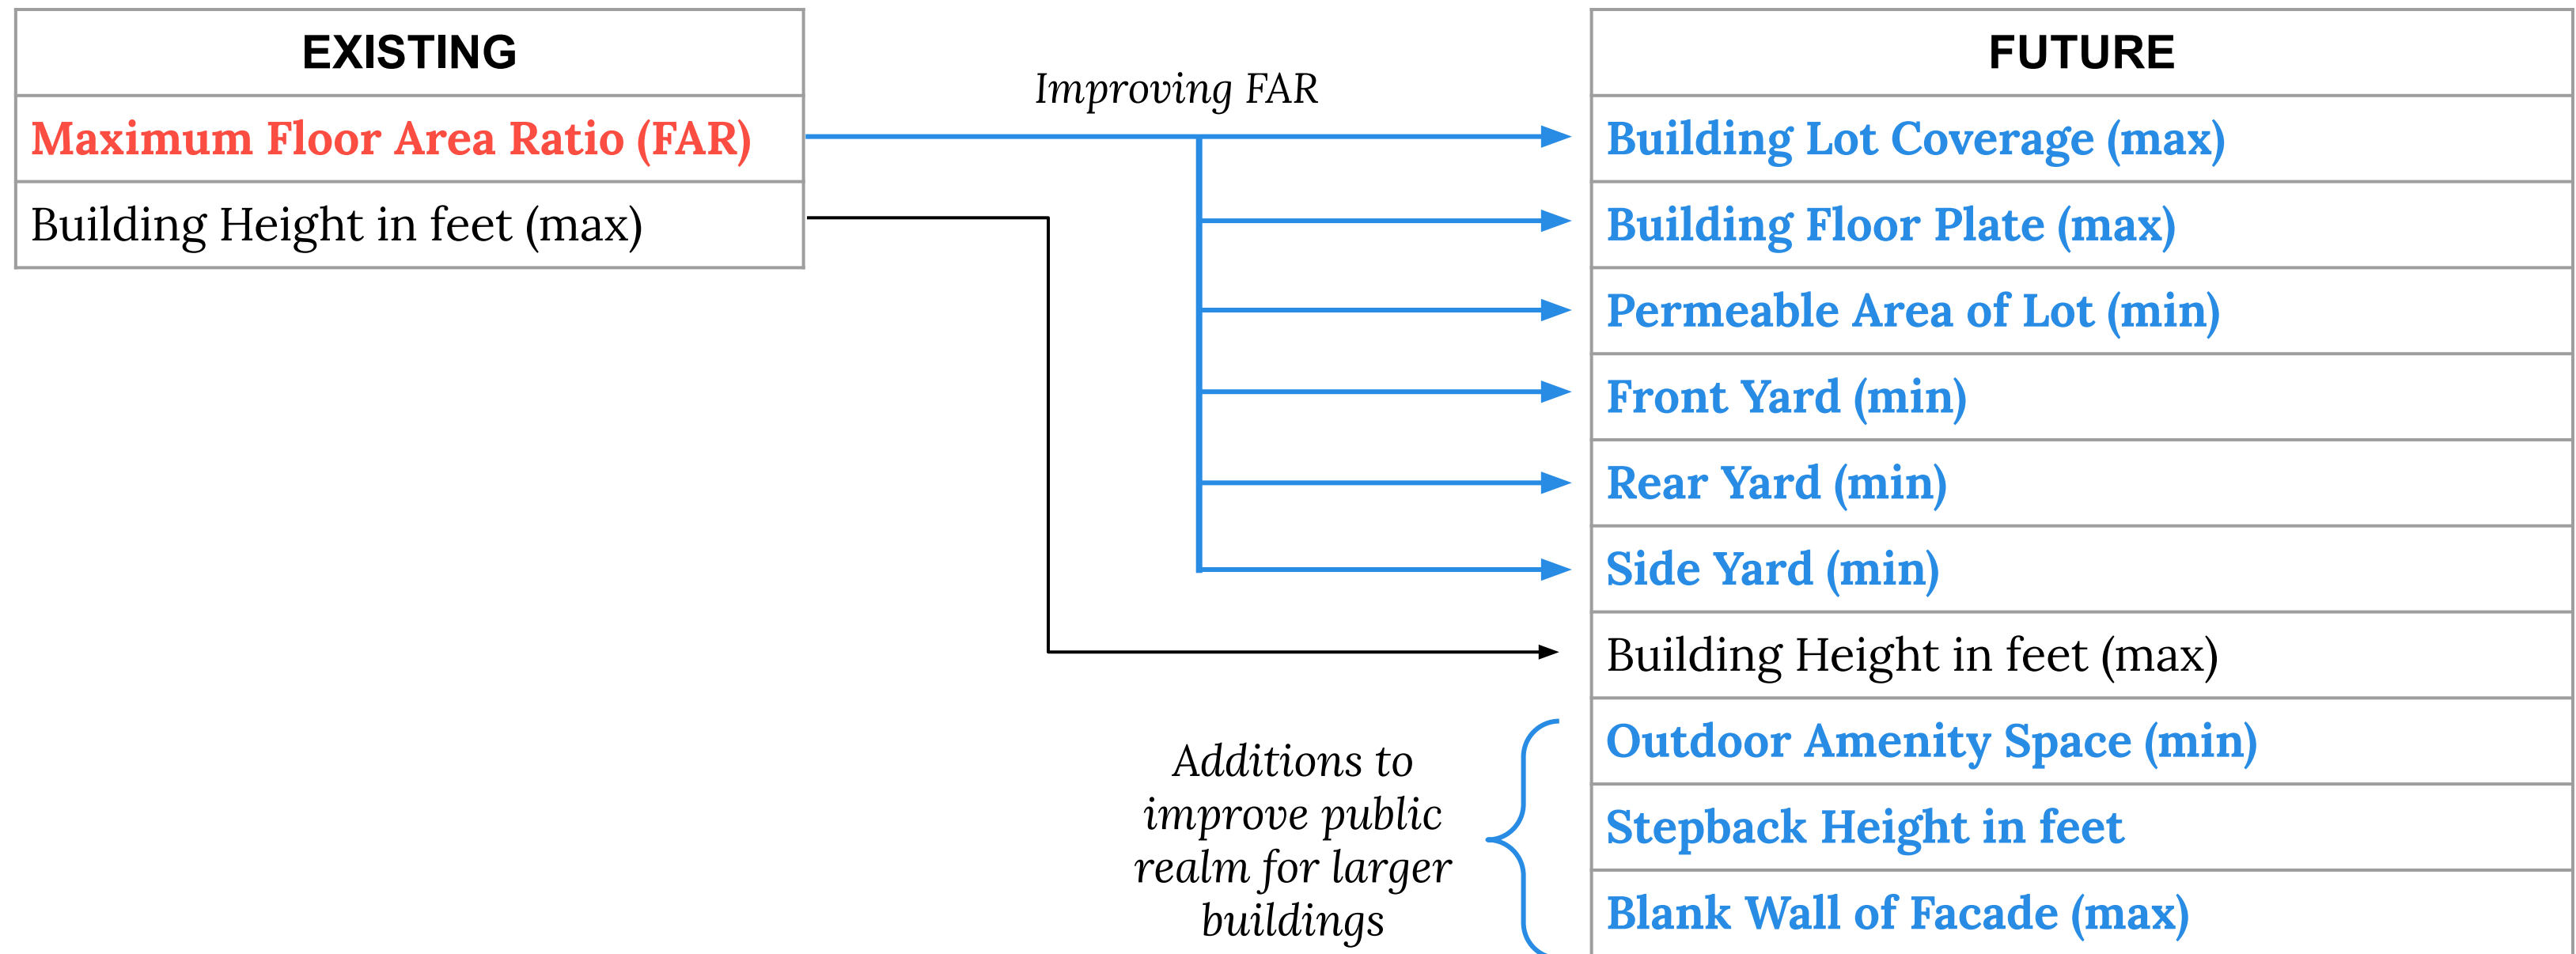 EXISTING
Maximum Floor Area Ratio (FAR)
Building Height in feet (max)
Improving FAR
Additions to
improve public
realm for larger
buildings
FUTURE
Building Lot Coverage (max)
Building Floor Plate (max)
Permeable Area of Lot (min)
Front Yard (min)
Rear Yard (min)
Side Yard (min)
Building Height in feet (max)
Outdoor Amenity Space (min)
Stepback Height in feet
Blank Wall of Facade (max)